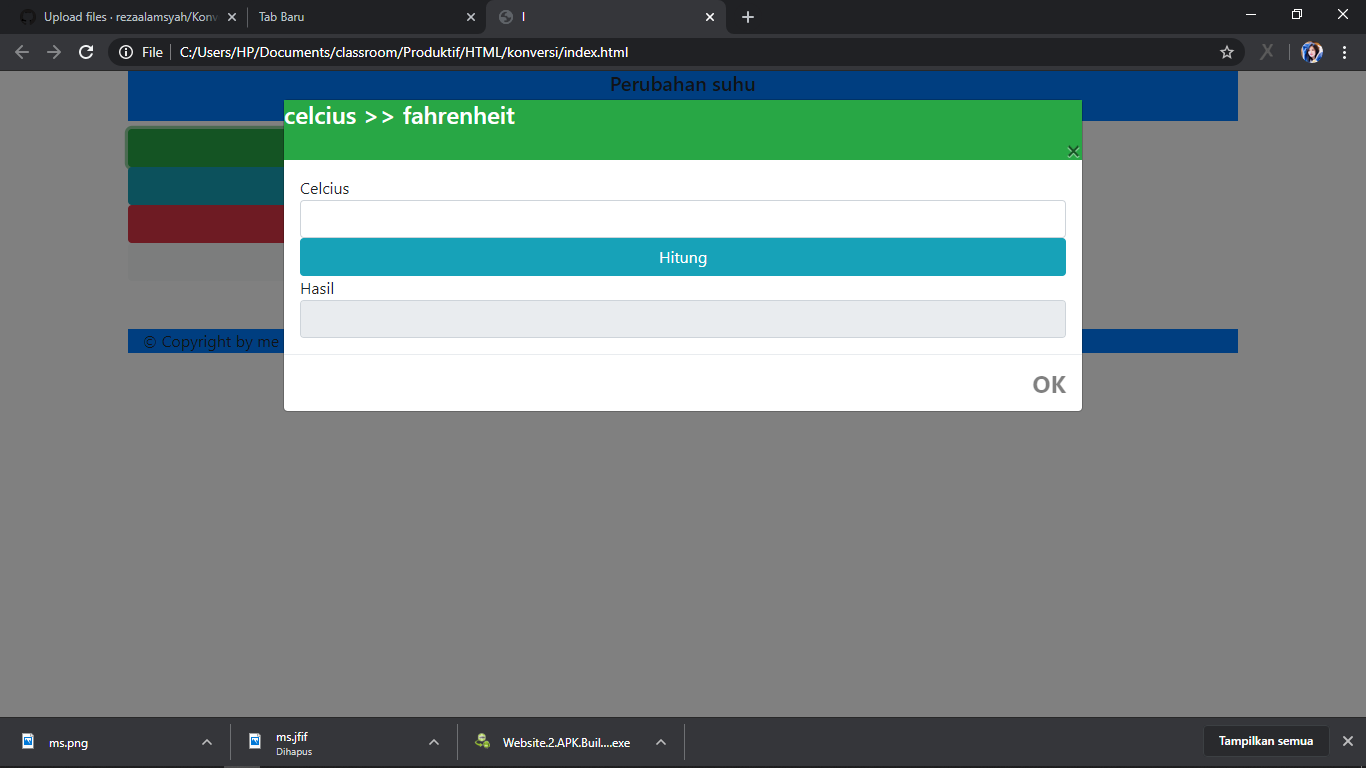 Upload files · rezaalamsyah/Konv
Tab Baru
I
File
C:/Users/HP/Documents/classroom/Produktif/HTML/konversi/index.html
Perubahan suhu
celcius >> fahrenheit
×
Celcius
Hitung
Hasil
© Copyright by me
OK
ms.png
ms.jfif
Dihapus
Website.2.APK.Buil....exe
Tampilkan semua